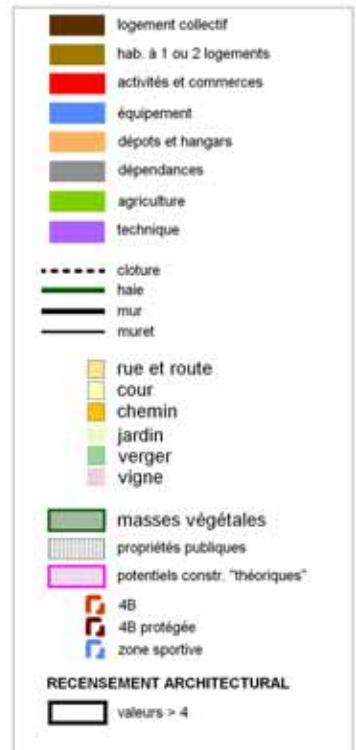 logement collectif
hab. à 1 ou 2 logements
activités et commerces
équipement
dépots et hangars
dépendances
agriculture
technique
cloture
haie
mur
muret
rue et route
cour
chemin
jardin
verger
vigne
masses végétales
propriétés publiques
potentiels constr. "théoriques"
4B
4B protégée
zone sportive
RECENSEMENT ARCHITECTURAL
valeurs > 4